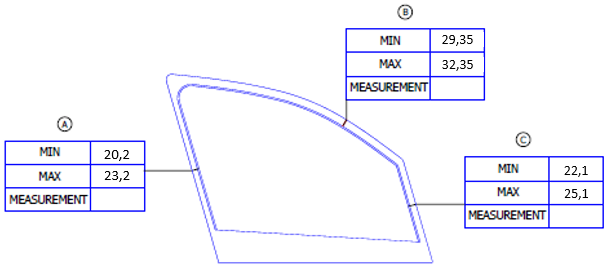 B
MIN 29,35
MAX 32,35
MEASUREMENT
A
MIN 20,2
MAX 23,2
MEASUREMENT
C
MIN 22,1
MAX 25,1
MEASUREMENT